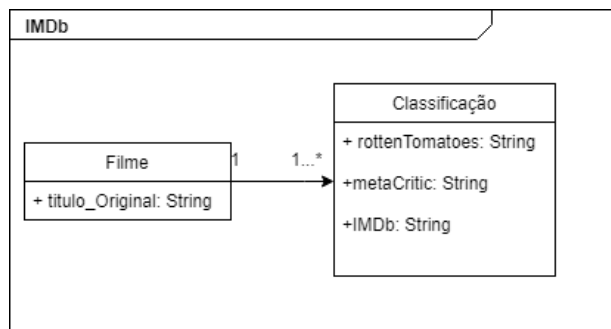 IMDb
Classificação
+ rottenTomatoes: String
Filme
1
1...*
+metaCritic: String
+ titulo_Original: String
+IMDb: String